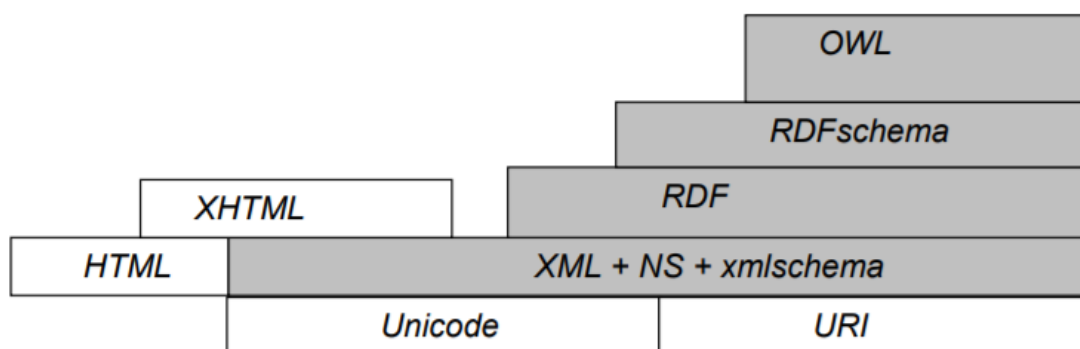 OWL
RDFschema
XHTML
RDF
HTML
XML + NS + xmlschema
Unicode
URI